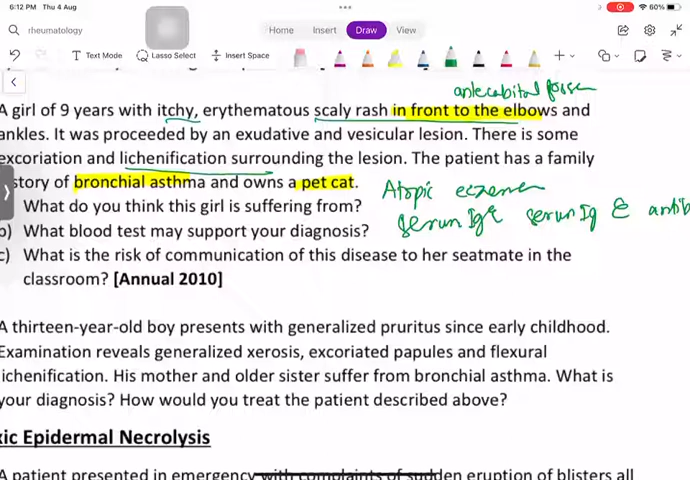 6:12 PM Thu 4 Aug
60%
rheumatology
Home Insert Draw View
Text Mode Lasso Select Insert Space
antecabital fossa
A girl of 9 years with itchy, erythematous scaly rash in front to the elbows and
ankles. It was proceeded by an exudative and vesicular lesion. There is some
excoriation and lichenification surrounding the lesion. The patient has a family
story of bronchial asthma and owns a pet cat.
Atopic eczema
What do you think this girl is suffering from?
serum IgE serum Ig E antib
b) What blood test may support your diagnosis?
c) What is the risk of communication of this disease to her seatmate in the
classroom? [Annual 2010]
A thirteen-year-old boy presents with generalized pruritus since early childhood.
Examination reveals generalized xerosis, excoriated papules and flexural
lichenification. His mother and older sister suffer from bronchial asthma. What is
your diagnosis? How would you treat the patient described above?
xic Epidermal Necrolysis
A patient presented in emergency with complaints of sudden eruption of blisters all